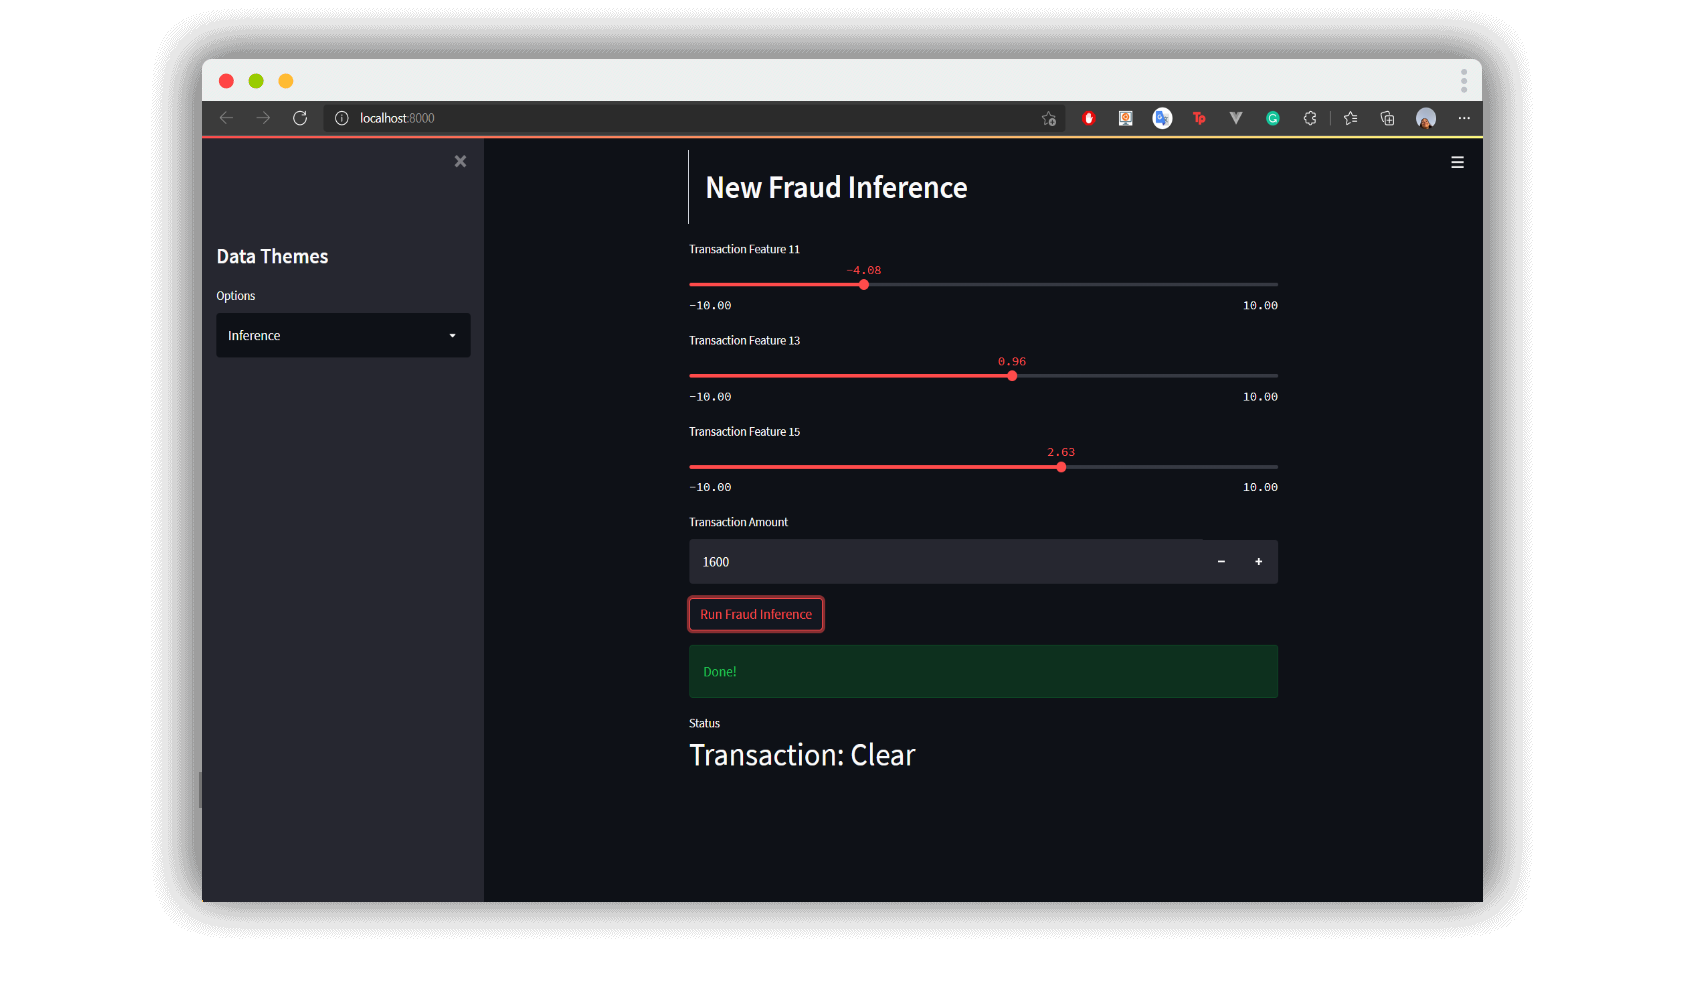 localhost:8000
Tp
New Fraud Inference
Data Themes
Options
Inference
Transaction Feature 11
-4.08
-10.00 10.00
Transaction Feature 13
0.96
-10.00 10.00
Transaction Feature 15
2.63
-10.00 10.00
Transaction Amount
1600
Run Fraud Inference
Done!
Status
Transaction: Clear